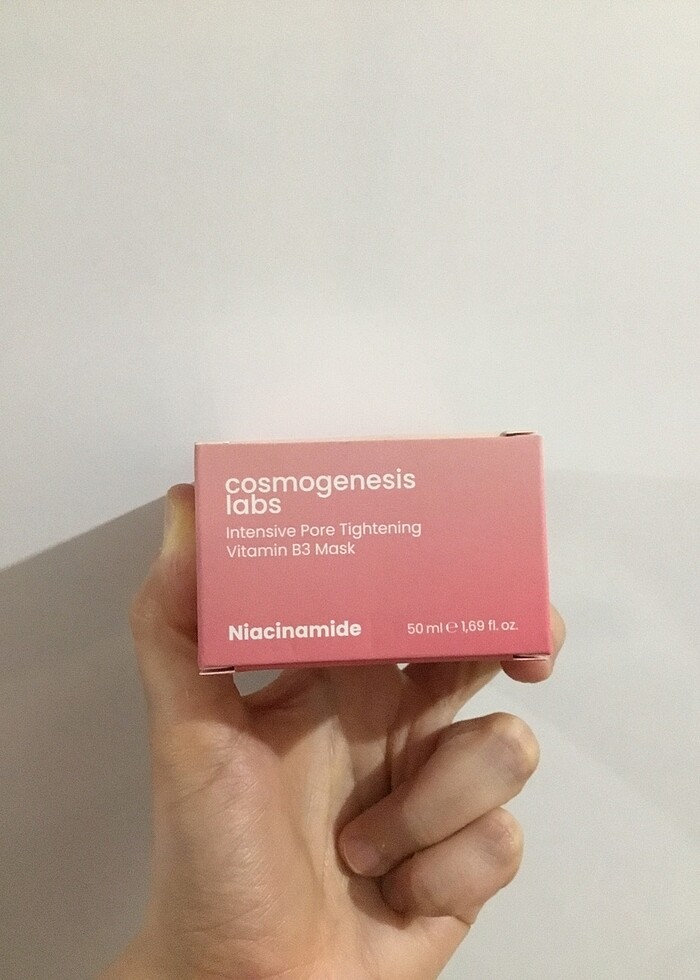 cosmogenesis
labs
Intensive Pore Tightening
Vitamin B3 Mask
Niacinamide
50 ml ℮ 1,69 fl. oz.